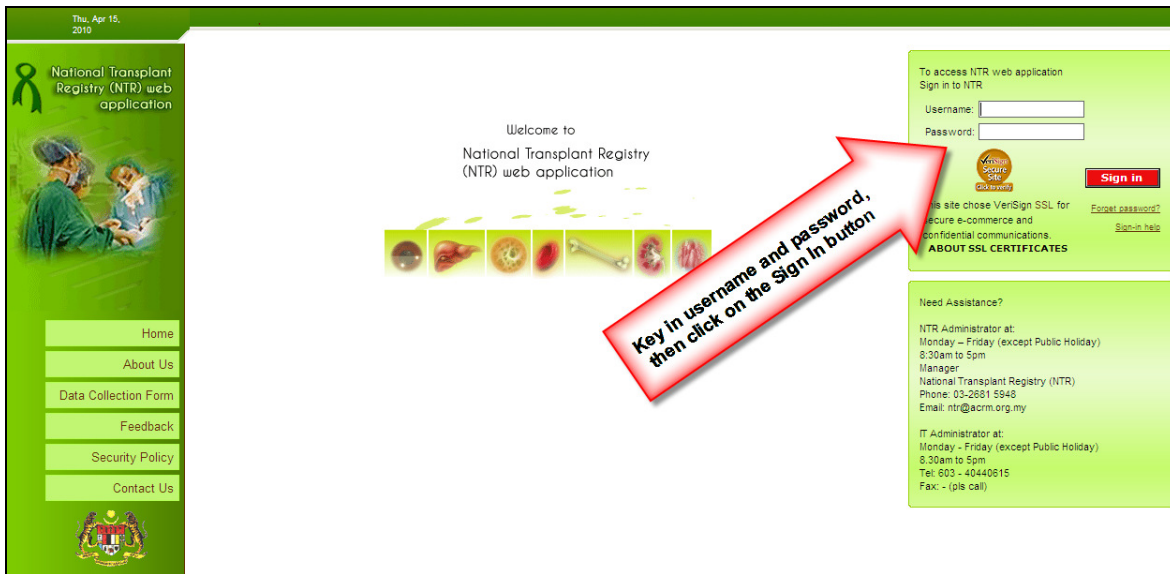 Thu, Apr 15,
2010
National Transplant
Registry (NTR) web
application
Home
About Us
Data Collection Form
Feedback
Security Policy
Contact Us
Welcome to
National Transplant Registry
(NTR) web application
Key in username and password,
then click on the Sign In button
To access NTR web application
Sign in to NTR
Username:
Password:
VeriSign
Secure
Site
Click to verify
Sign in
Forget password?
Sign-in help
his site chose VeriSign SSL for
ecure e-commerce and
confidential communications.
ABOUT SSL CERTIFICATES
Need Assistance?
NTR Administrator at:
Monday – Friday (except Public Holiday)
8:30am to 5pm
Manager
National Transplant Registry (NTR)
Phone: 03-2681 5948
Email: ntr@acrm.org.my
IT Administrator at:
Monday - Friday (except Public Holiday)
8.30am to 5pm
Tel: 603 - 40440615
Fax: - (pls call)